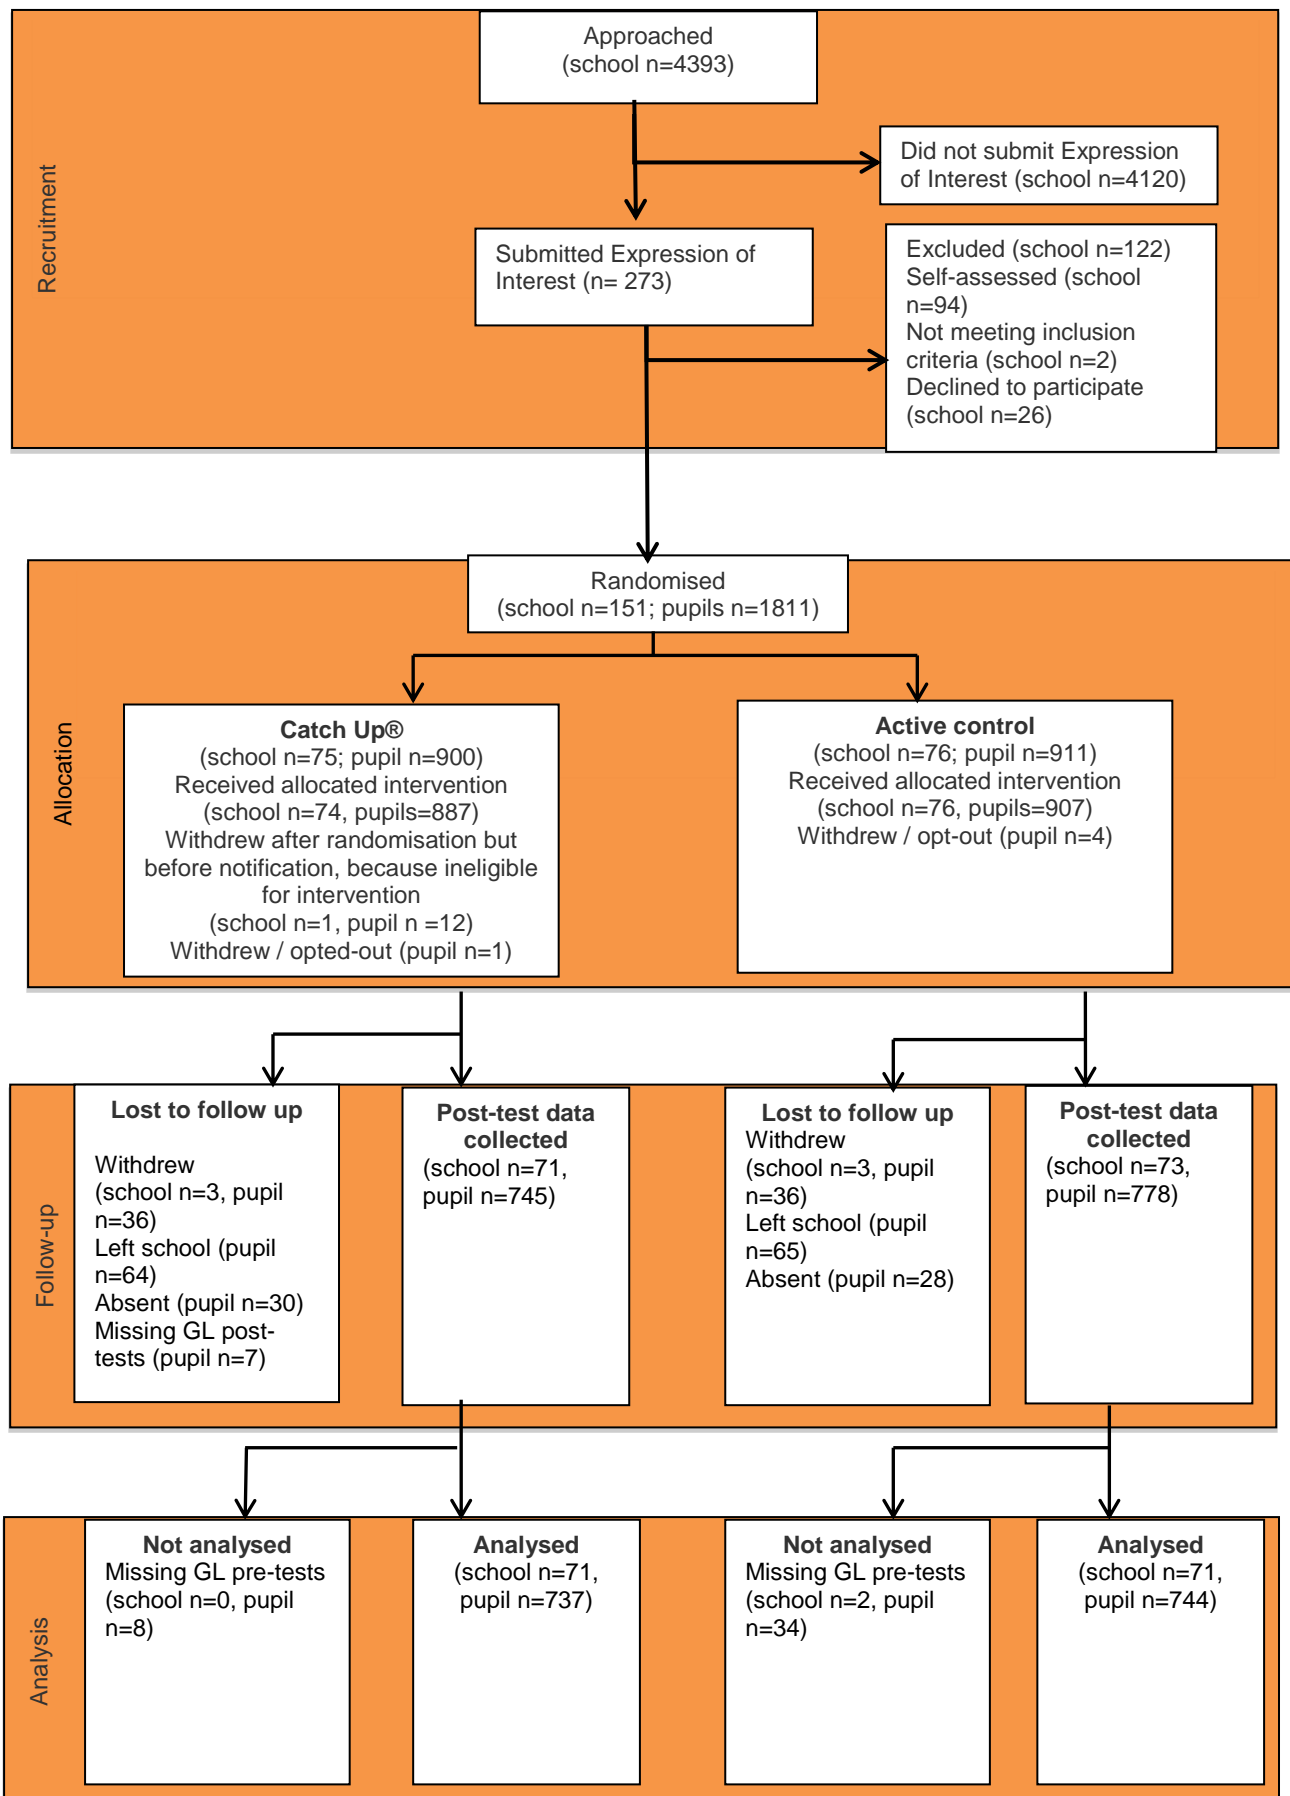 Recruitment
Approached
(school n=4393)
Did not submit Expression
of Interest (school n=4120)
Submitted Expression of
Interest (n= 273)
Excluded (school n=122)
Self-assessed (school
n=94)
Not meeting inclusion
criteria (school n=2)
Declined to participate
(school n=26)
Allocation
Randomised
(school n=151; pupils n=1811)
Catch Up®
(school n=75; pupil n=900)
Received allocated intervention
(school n=74, pupils=887)
Withdrew after randomisation but
before notification, because ineligible
for intervention
(school n=1, pupil n =12)
Withdrew / opted-out (pupil n=1)
Active control
(school n=76; pupil n=911)
Received allocated intervention
(school n=76, pupils=907)
Withdrew / opt-out (pupil n=4)
Follow-up
Lost to follow up
Withdrew
(school n=3, pupil
n=36)
Left school (pupil
n=64)
Absent (pupil n=30)
Missing GL post-
tests (pupil n=7)
Post-test data
collected
(school n=71,
pupil n=745)
Lost to follow up
Withdrew
(school n=3, pupil
n=36)
Left school (pupil
n=65)
Absent (pupil n=28)
Post-test data
collected
(school n=73,
pupil n=778)
Analysis
Not analysed
Missing GL pre-tests
(school n=0, pupil
n=8)
Analysed
(school n=71,
pupil n=737)
Not analysed
Missing GL pre-tests
(school n=2, pupil
n=34)
Analysed
(school n=71,
pupil n=744)